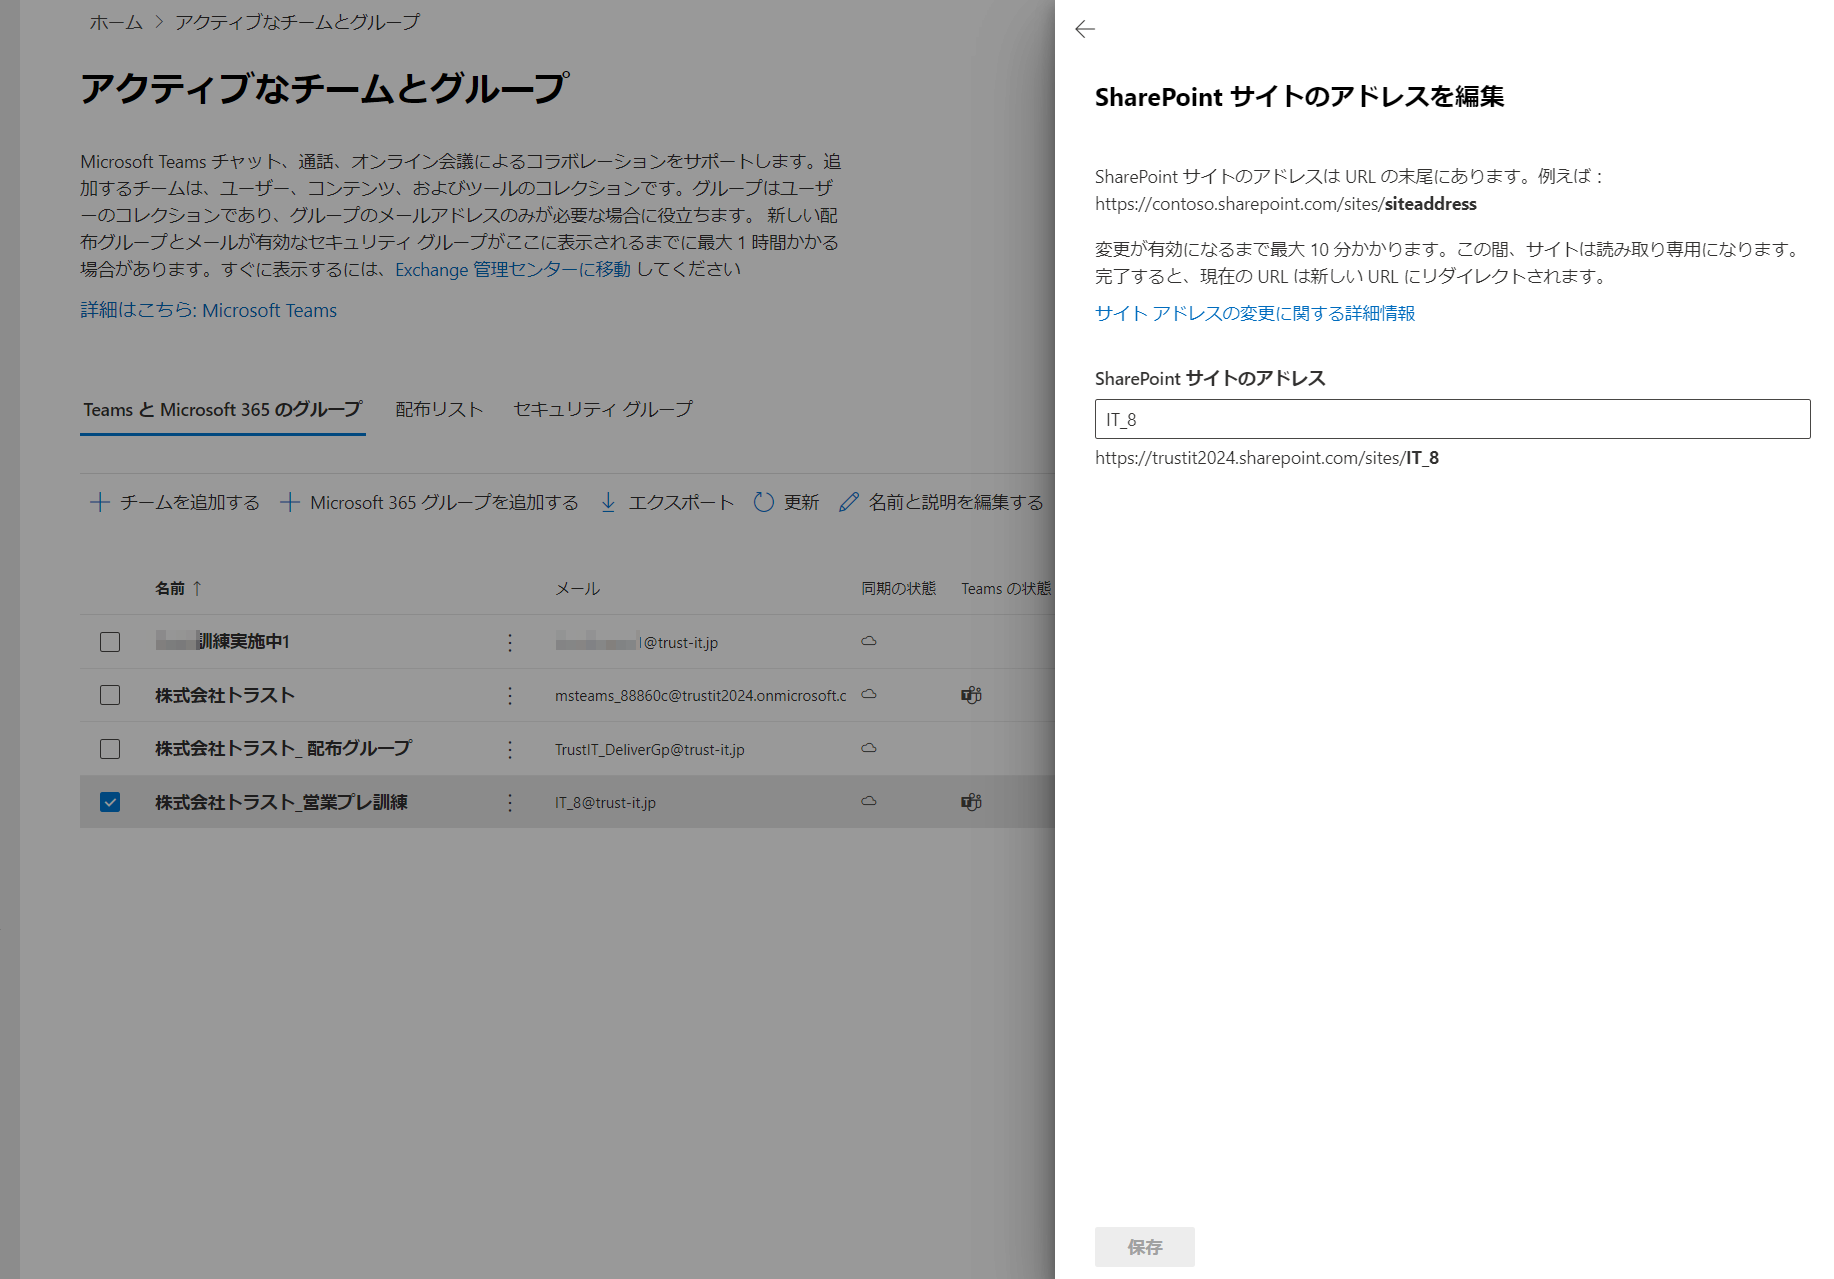 ホーム > アクティブなチームとグループ
アクティブなチームとグループ
Microsoft Teams チャット、通話、オンライン会議によるコラボレーションをサポートします。追
加するチームは、ユーザー、コンテンツ、およびツールのコレクションです。グループはユーザ
ーのコレクションであり、グループのメールアドレスのみが必要な場合に役立ちます。 新しい配
布グループとメールが有効なセキュリティ グループがここに表示されるまでに最大 1 時間かかる
場合があります。すぐに表示するには、Exchange 管理センターに移動 してください
詳細はこちら: Microsoft Teams
Teams と Microsoft 365 のグループ 配布リスト セキュリティ グループ
チームを追加する Microsoft 365 グループを追加する エクスポート 更新 名前と説明を編集する
名前 ↑ メール 同期の状態 Teams の状態
訓練実施中1 @trust-it.jp
株式会社トラスト msteams_88860c@trustit2024.onmicrosoft.c
株式会社トラスト_ 配布グループ TrustIT_DeliverGp@trust-it.jp
株式会社トラスト_営業プレ訓練 IT_8@trust-it.jp
SharePoint サイトのアドレスを編集
SharePoint サイトのアドレスは URL の末尾にあります。例えば：
https://contoso.sharepoint.com/sites/siteaddress
変更が有効になるまで最大 10 分かかります。この間、サイトは読み取り専用になります。
完了すると、現在の URL は新しい URL にリダイレクトされます。
サイト アドレスの変更に関する詳細情報
SharePoint サイトのアドレス
IT_8
https://trustit2024.sharepoint.com/sites/IT_8
保存